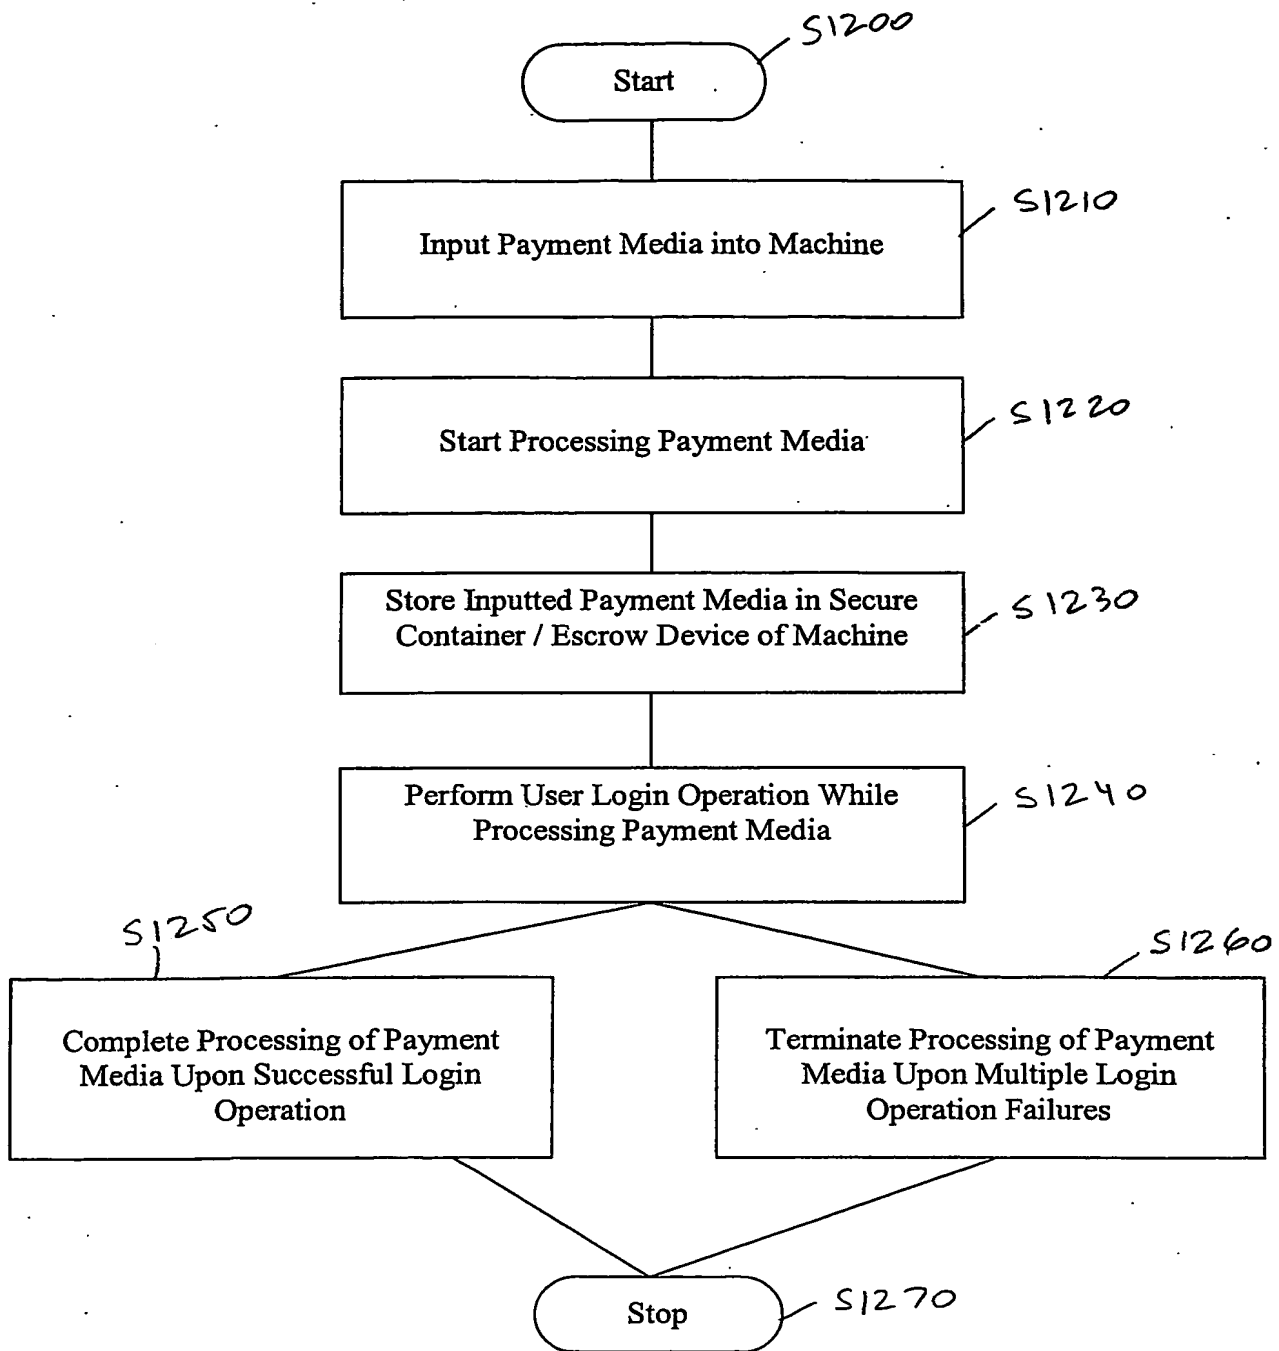 S1200
Start
S1210
Input Payment Media into Machine
S1220
Start Processing Payment Media
Store Inputted Payment Media in Secure
Container / Escrow Device of Machine
S1230
Perform User Login Operation While
Processing Payment Media
S1240
S1250
S1260
Complete Processing of Payment
Media Upon Successful Login
Operation
Terminate Processing of Payment
Media Upon Multiple Login
Operation Failures
Stop
S1270